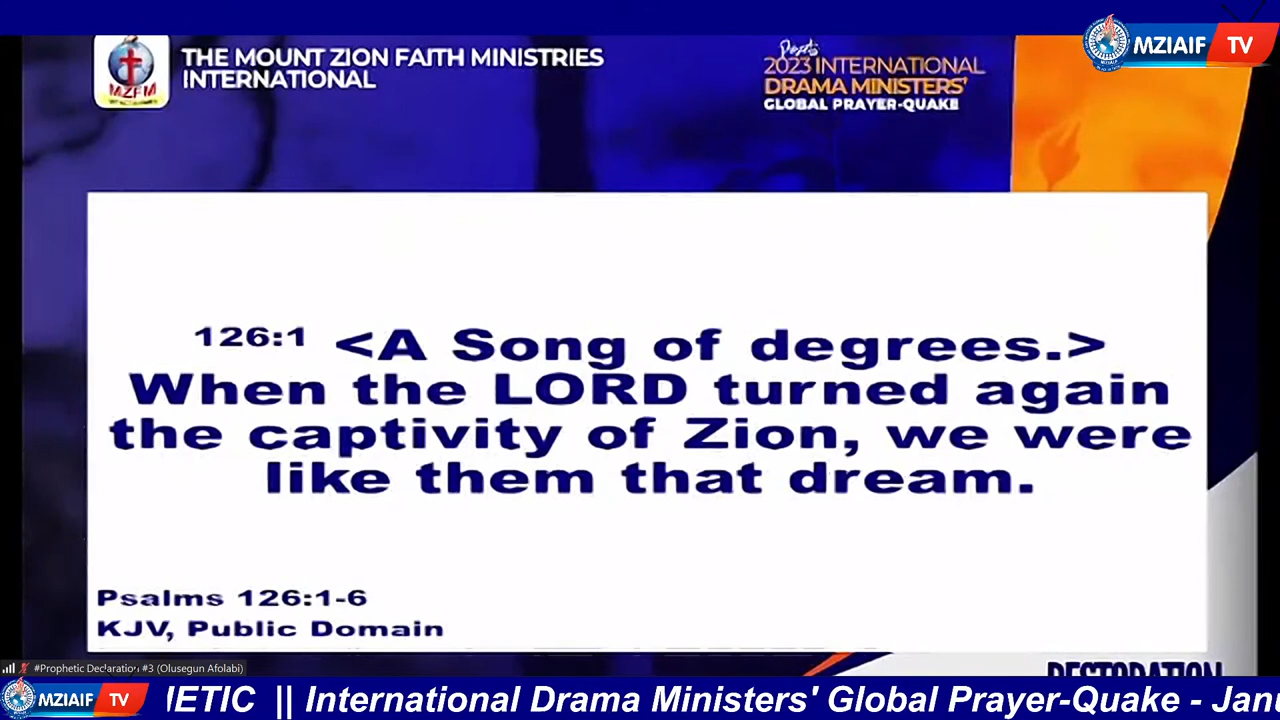 THE MOUNT ZION FAITH MINISTRIES
INTERNATIONAL
MZFM
2023 INTERNATIONAL
DRAMA MINISTERS'
GLOBAL PRAYER-QUAKE
MZIAIF TV
126:1 <A Song of degrees.>
When the LORD turned again
the captivity of Zion, we were
like them that dream.
Psalms 126:1-6
KJV, Public Domain
RESTORATION
#Prophetic Declaration #3 (Olusegun Afolabi)
MZIAIF TV
IETIC || International Drama Ministers' Global Prayer-Quake - Janu